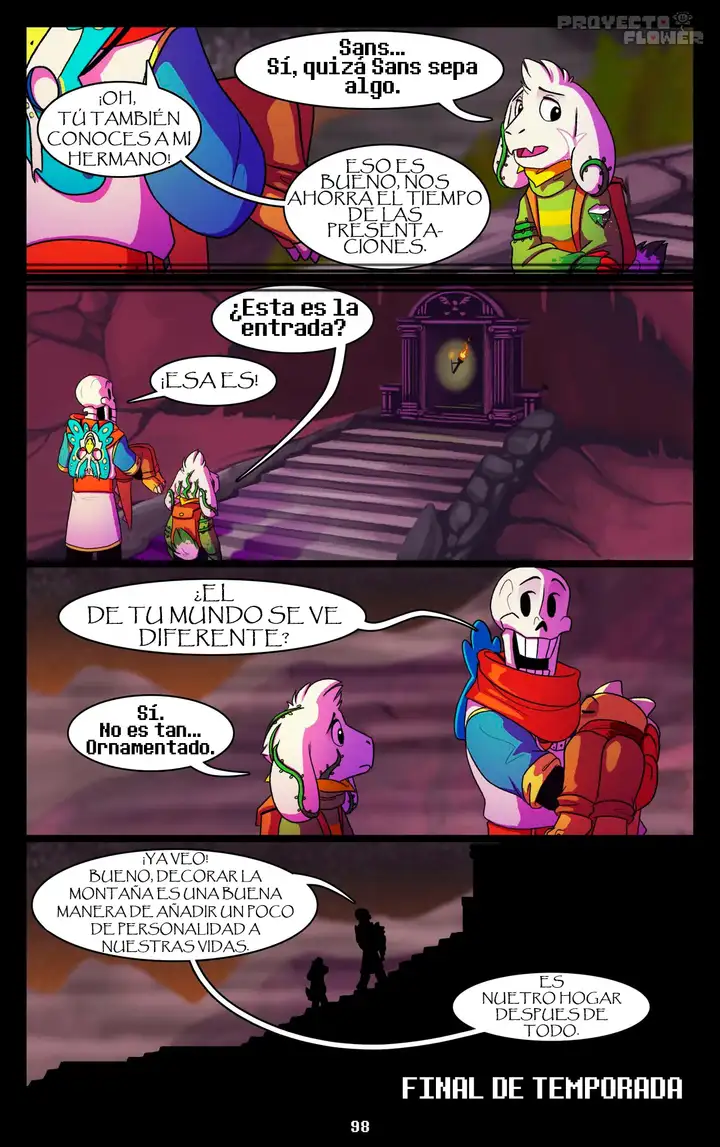 PROYECTO
FLOWER
Sans...
Sí, quizá Sans sepa
algo.
¡OH,
TÚ TAMBIÉN
CONOCES A MI
HERMANO!
ESO ES
BUENO, NOS
AHORRA EL TIEMPO
DE LAS
PRESENTA-
CIONES.
¿Esta es la
entrada?
¡ESA ES!
¿EL
DE TU MUNDO SE VE
DIFERENTE?
Sí.
No es tan...
Ornamentado.
¡YA VEO!
BUENO, DECORAR LA
MONTAÑA ES UNA BUENA
MANERA DE AÑADIR UN POCO
DE PERSONALIDAD A
NUESTRAS VIDAS.
ES
NUETRO HOGAR
DESPUES DE
TODO.
FINAL DE TEMPORADA
98